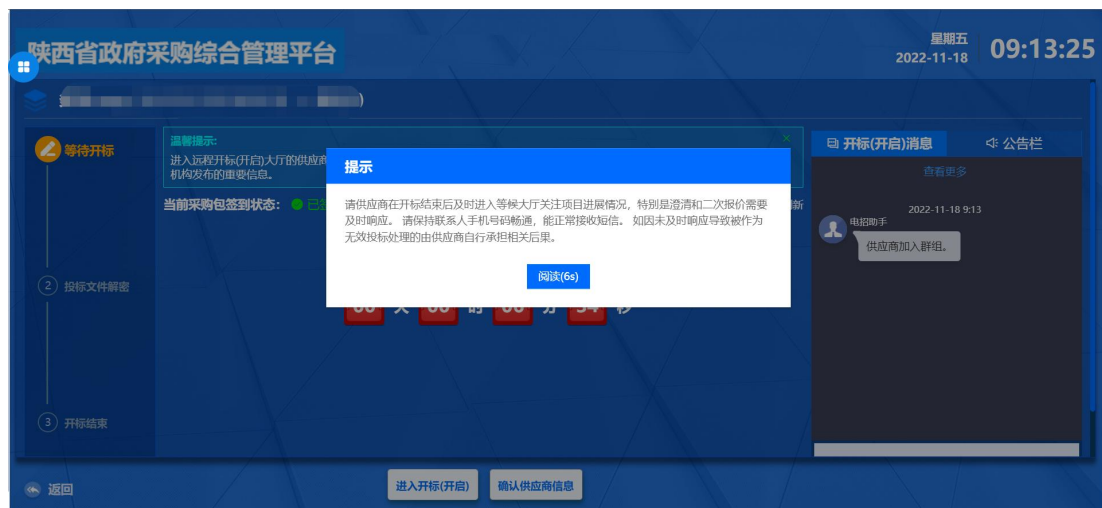 陕西省政府采购综合管理平台
星期五
2022-11-18
09:13:25
等待开标
温馨提示:
进入远程开标(开启)大厅的供应商
机构发布的重要信息。
当前采购包签到状态:
提示
请供应商在开标结束后及时进入等候大厅关注项目进展情况, 特别是澄清和二次报价需要
及时响应。 请保持联系人手机号码畅通, 能正常接收短信。 如因未及时响应导致被作为
无效投标处理的由供应商自行承担相关后果。
阅读(6s)
开标(开启)消息
公告栏
查看更多
2022-11-18 9:13
电招助手
供应商加入群组。
2 投标文件解密
3 开标结束
返回
进入开标(开启)
确认供应商信息